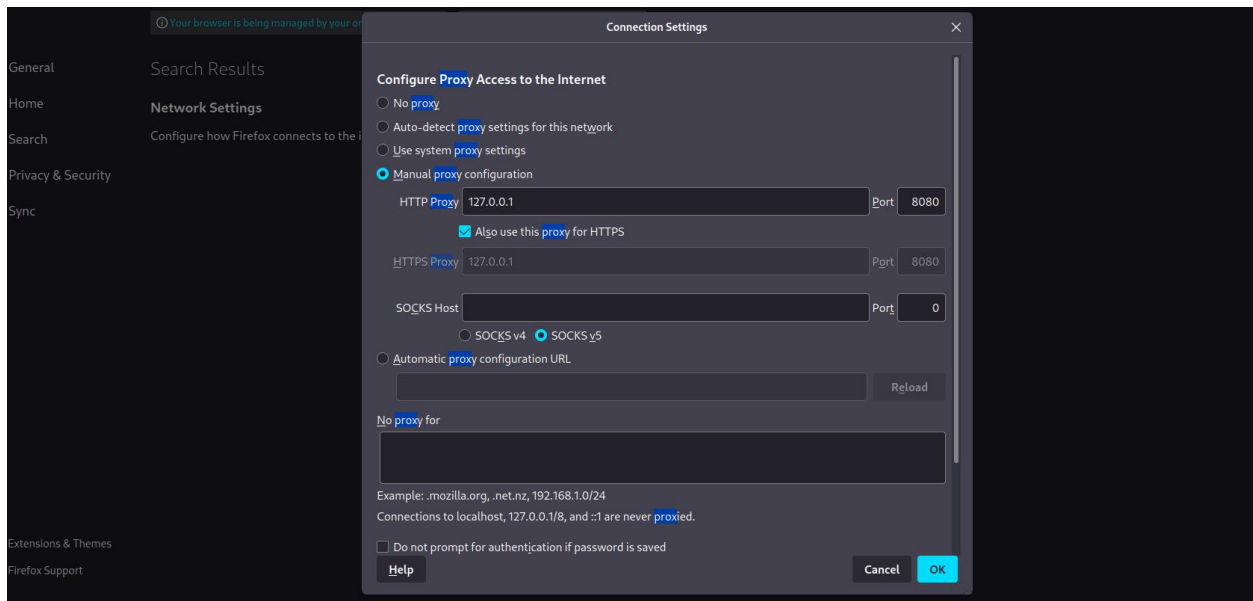 Your browser is being managed by your or
Connection Settings
General
Home
Search
Privacy & Security
Sync
Extensions & Themes
Firefox Support
Search Results
Network Settings
Configure how Firefox connects to the i
Configure Proxy Access to the Internet
No proxy
Auto-detect proxy settings for this network
Use system proxy settings
Manual proxy configuration
HTTP Proxy 127.0.0.1 Port 8080
Also use this proxy for HTTPS
HTTPS Proxy 127.0.0.1 Port 8080
SOCKS Host Port 0
SOCKS v4 SOCKS v5
Automatic proxy configuration URL
Reload
No proxy for
Example: .mozilla.org, .net.nz, 192.168.1.0/24
Connections to localhost, 127.0.0.1/8, and ::1 are never proxied.
Do not prompt for authentication if password is saved
Help Cancel OK